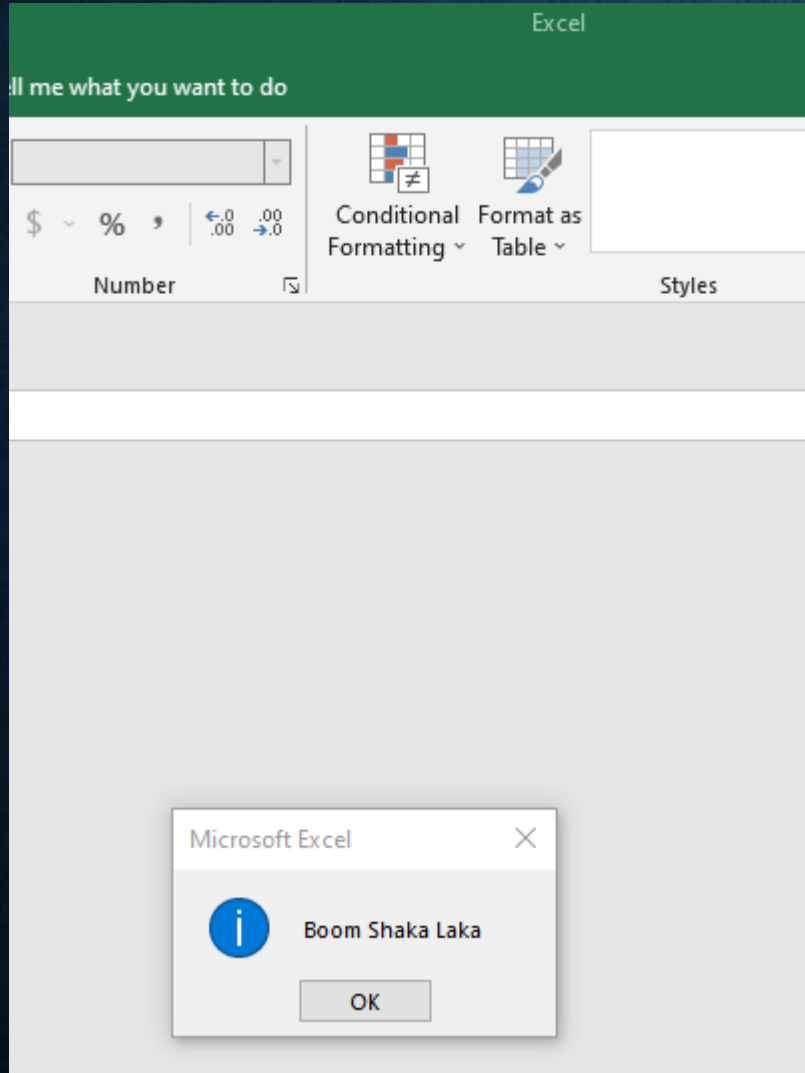 Excel
ell me what you want to do
$ % , .0 .00 .00 .0
Conditional Formatting
Format as Table
Number
Styles
Microsoft Excel
Boom Shaka Laka
OK